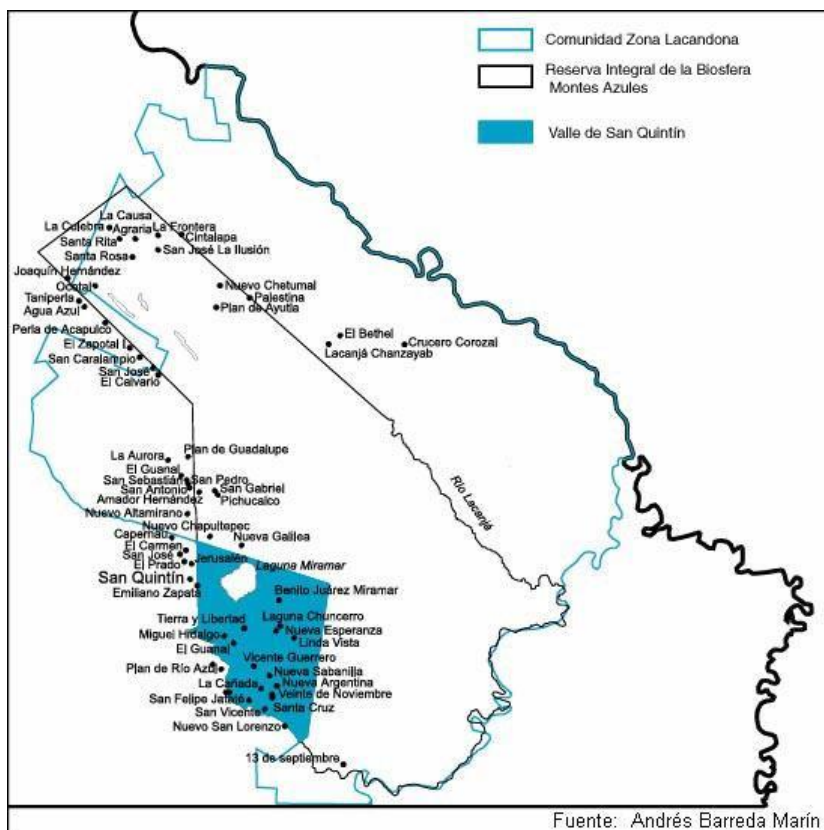 Comunidad Zona Lacandona
Reserva Integral de la Biosfera
Montes Azules
Valle de San Quintín
La Causa
La Culebra
Agraria
La Frontera
Cintalapa
Santa Rita
San José La Ilusión
Santa Rosa
Joaquín Hernández
Ocotal
Nuevo Chetumal
Taniperla
Palestina
Agua Azul
Plan de Ayutla
Perla de Acapulco
El Bethel
El Zapotal I
Lacanjá Chanzayab
Crucero Corozal
San Caralampio
San José
El Calvario
Plan de Guadalupe
La Aurora
El Guanal
San Sebastián
San Pedro
San Antonio
San Gabriel
Amador Hernández
Pichucalco
Río Lacanjá
Nuevo Altamirano
Nuevo Chapultepec
Capernau
Nueva Galilea
El Carmen
San José
Jerusalén
El Prado
Laguna Miramar
San Quintín
Emiliano Zapata
Benito Juárez Miramar
Tierra y Libertad
Laguna Chuncerro
Miguel Hidalgo
Nueva Esperanza
El Guanal
Linda Vista
Vicente Guerrero
Plan de Río Azul
Nueva Sabanilla
La Cañada
Nueva Argentina
Veinte de Noviembre
San Felipe Jataté
Santa Cruz
San Vicente
Nuevo San Lorenzo
13 de septiembre
Fuente: Andrés Barreda Marín